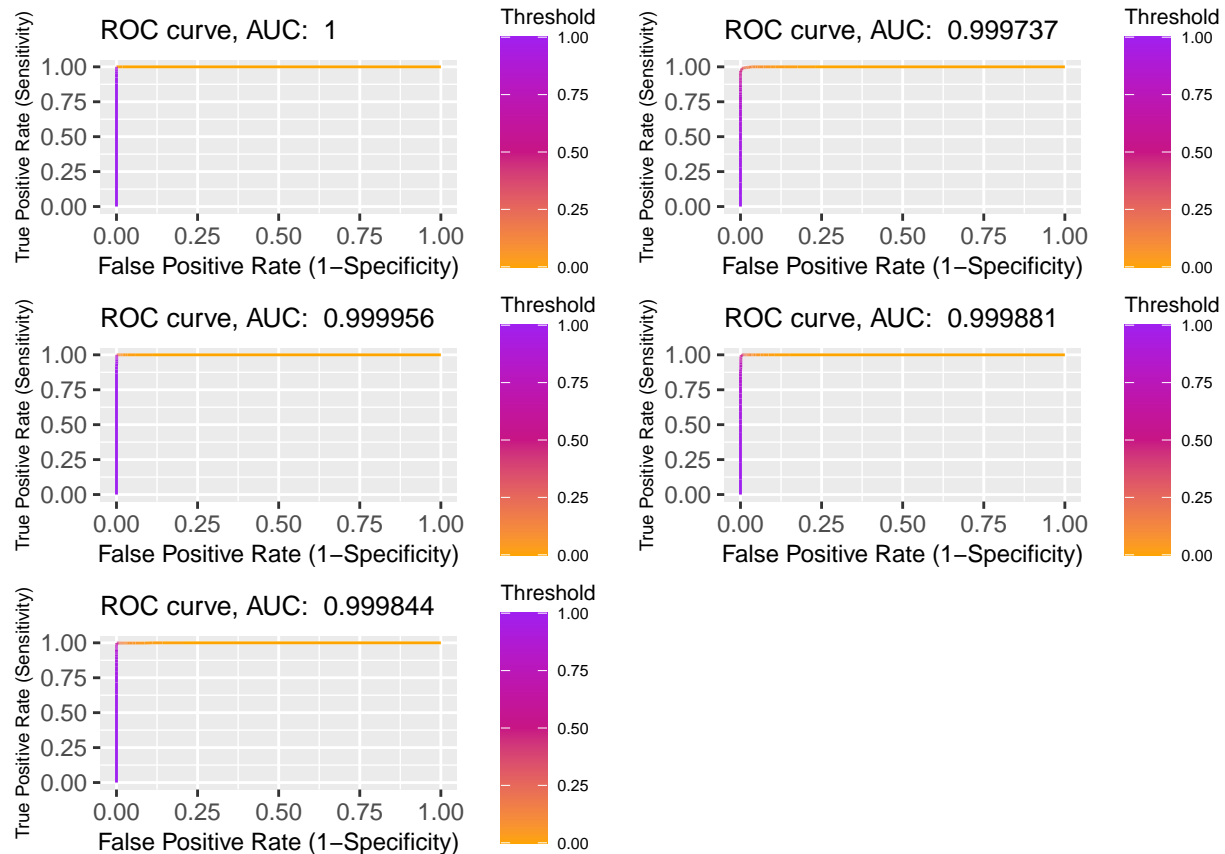 ROC curve, AUC:  1
True Positive Rate (Sensitivity)
1.00
0.75
0.50
0.25
0.00
0.00 0.25 0.50 0.75 1.00
False Positive Rate (1−Specificity)
Threshold
1.00
0.75
0.50
0.25
0.00
ROC curve, AUC:  0.999737
True Positive Rate (Sensitivity)
1.00
0.75
0.50
0.25
0.00
0.00 0.25 0.50 0.75 1.00
False Positive Rate (1−Specificity)
Threshold
1.00
0.75
0.50
0.25
0.00
ROC curve, AUC:  0.999956
True Positive Rate (Sensitivity)
1.00
0.75
0.50
0.25
0.00
0.00 0.25 0.50 0.75 1.00
False Positive Rate (1−Specificity)
Threshold
1.00
0.75
0.50
0.25
0.00
ROC curve, AUC:  0.999881
True Positive Rate (Sensitivity)
1.00
0.75
0.50
0.25
0.00
0.00 0.25 0.50 0.75 1.00
False Positive Rate (1−Specificity)
Threshold
1.00
0.75
0.50
0.25
0.00
ROC curve, AUC:  0.999844
True Positive Rate (Sensitivity)
1.00
0.75
0.50
0.25
0.00
0.00 0.25 0.50 0.75 1.00
False Positive Rate (1−Specificity)
Threshold
1.00
0.75
0.50
0.25
0.00